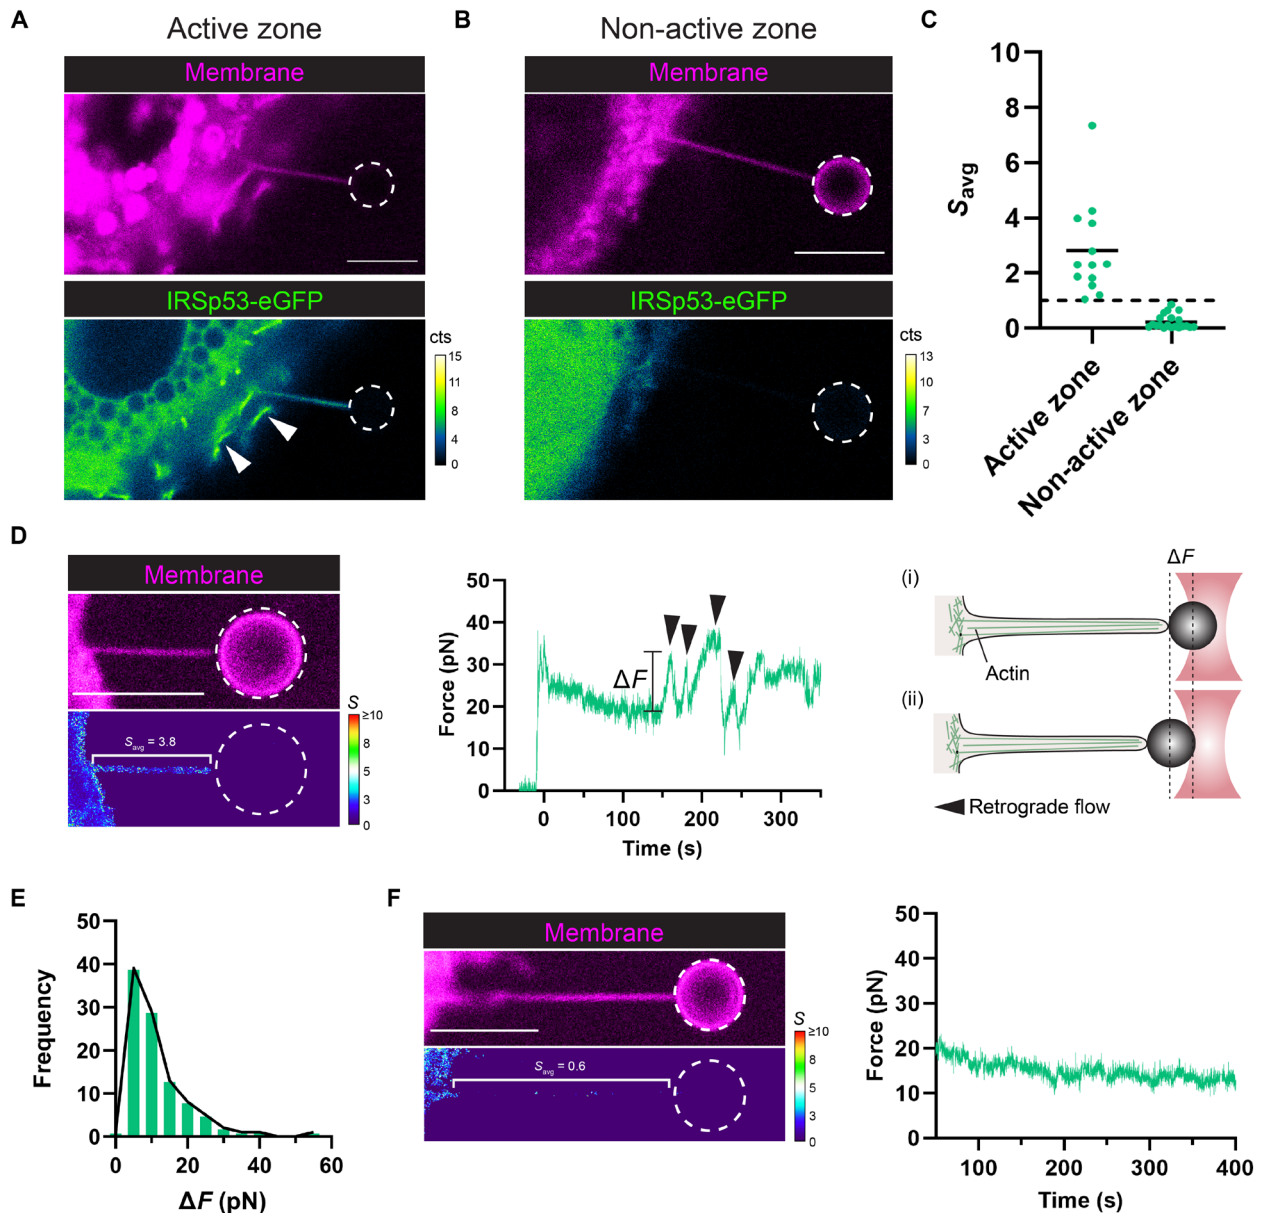 A
Active zone
Membrane
IRSp53-eGFP
cts
15
11
8
4
0
B
Non-active zone
Membrane
IRSp53-eGFP
cts
13
10
7
3
0
C
10
8
6
4
2
0
Savg
Active zone
Non-active zone
D
Membrane
Savg = 3.8
S
≥10
8
5
3
0
50
40
30
20
10
0
Force (pN)
ΔF
0 100 200 300
Time (s)
ΔF
(i)
Actin
(ii)
Retrograde flow
E
50
40
30
20
10
0
Frequency
0 20 40 60
ΔF (pN)
F
Membrane
Savg = 0.6
S
≥10
8
5
3
0
50
40
30
20
10
0
Force (pN)
100 200 300 400
Time (s)